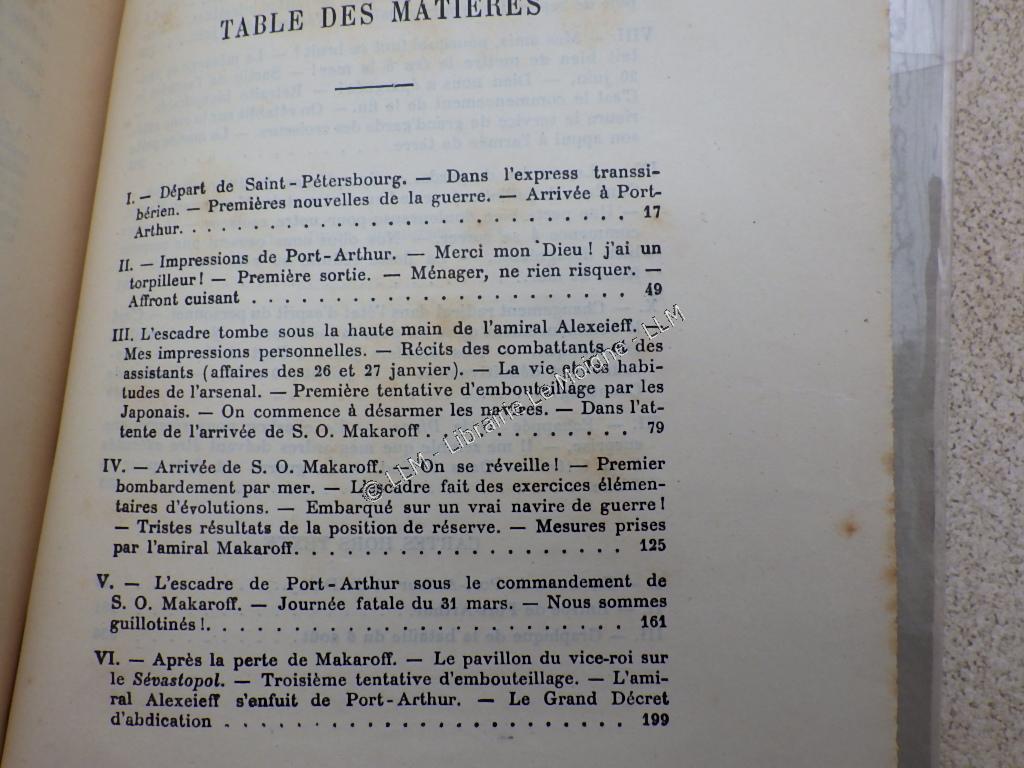 TABLE DES MATIÈRES
I. — Départ de Saint-Pétersbourg. — Dans l'express transsi-
bérien. — Premières nouvelles de la guerre. — Arrivée à Port-
Arthur. . . . . . . . . . . . . . . . . . . . . . . . . 17
II. — Impressions de Port-Arthur. — Merci mon Dieu ! j'ai un
torpilleur ! — Première sortie. — Ménager, ne rien risquer. —
Affront cuisant . . . . . . . . . . . . . . . . . . . . . 49
III. L'escadre tombe sous la haute main de l'amiral Alexeieff. —
Mes impressions personnelles. — Récits des combattants et des
assistants (affaires des 26 et 27 janvier). — La vie et les habi-
tudes de l'arsenal. — Première tentative d'embouteillage par les
Japonais. — On commence à désarmer les navires. — Dans l'at-
tente de l'arrivée de S. O. Makaroff . . . . . . . . . . . 79
IV. — Arrivée de S. O. Makaroff. — On se réveille ! — Premier
bombardement par mer. — L'escadre fait des exercices élémen-
taires d'évolutions. — Embarqué sur un vrai navire de guerre !
— Tristes résultats de la position de réserve. — Mesures prises
par l'amiral Makaroff. . . . . . . . . . . . . . . . . 125
V. — L'escadre de Port-Arthur sous le commandement de
S. O. Makaroff. — Journée fatale du 31 mars. — Nous sommes
guillotinés !. . . . . . . . . . . . . . . . . . . . . . 161
VI. — Après la perte de Makaroff. — Le pavillon du vice-roi sur
le Sévastopol. — Troisième tentative d'embouteillage. — L'ami-
ral Alexeieff s'enfuit de Port-Arthur. — Le Grand Décret
d'abdication . . . . . . . . . . . . . . . . . . . . . . 199
© LLM - Librairie Le Moigne - LLM